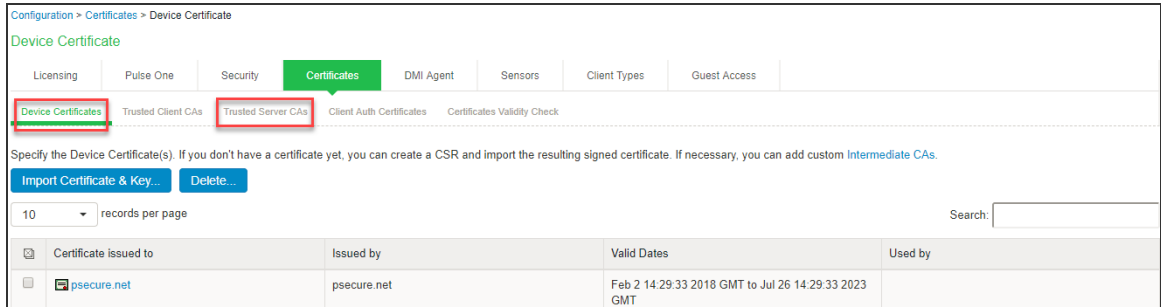 Configuration > Certificates > Device Certificate
Device Certificate
Licensing Pulse One Security Certificates DMI Agent Sensors Client Types Guest Access
Device Certificates Trusted Client CAs Trusted Server CAs Client Auth Certificates Certificates Validity Check
Specify the Device Certificate(s). If you don't have a certificate yet, you can create a CSR and import the resulting signed certificate. If necessary, you can add custom Intermediate CAs.
Import Certificate & Key... Delete...
10 records per page Search:
Certificate issued to Issued by Valid Dates Used by
psecure.net psecure.net Feb 2 14:29:33 2018 GMT to Jul 26 14:29:33 2023
GMT